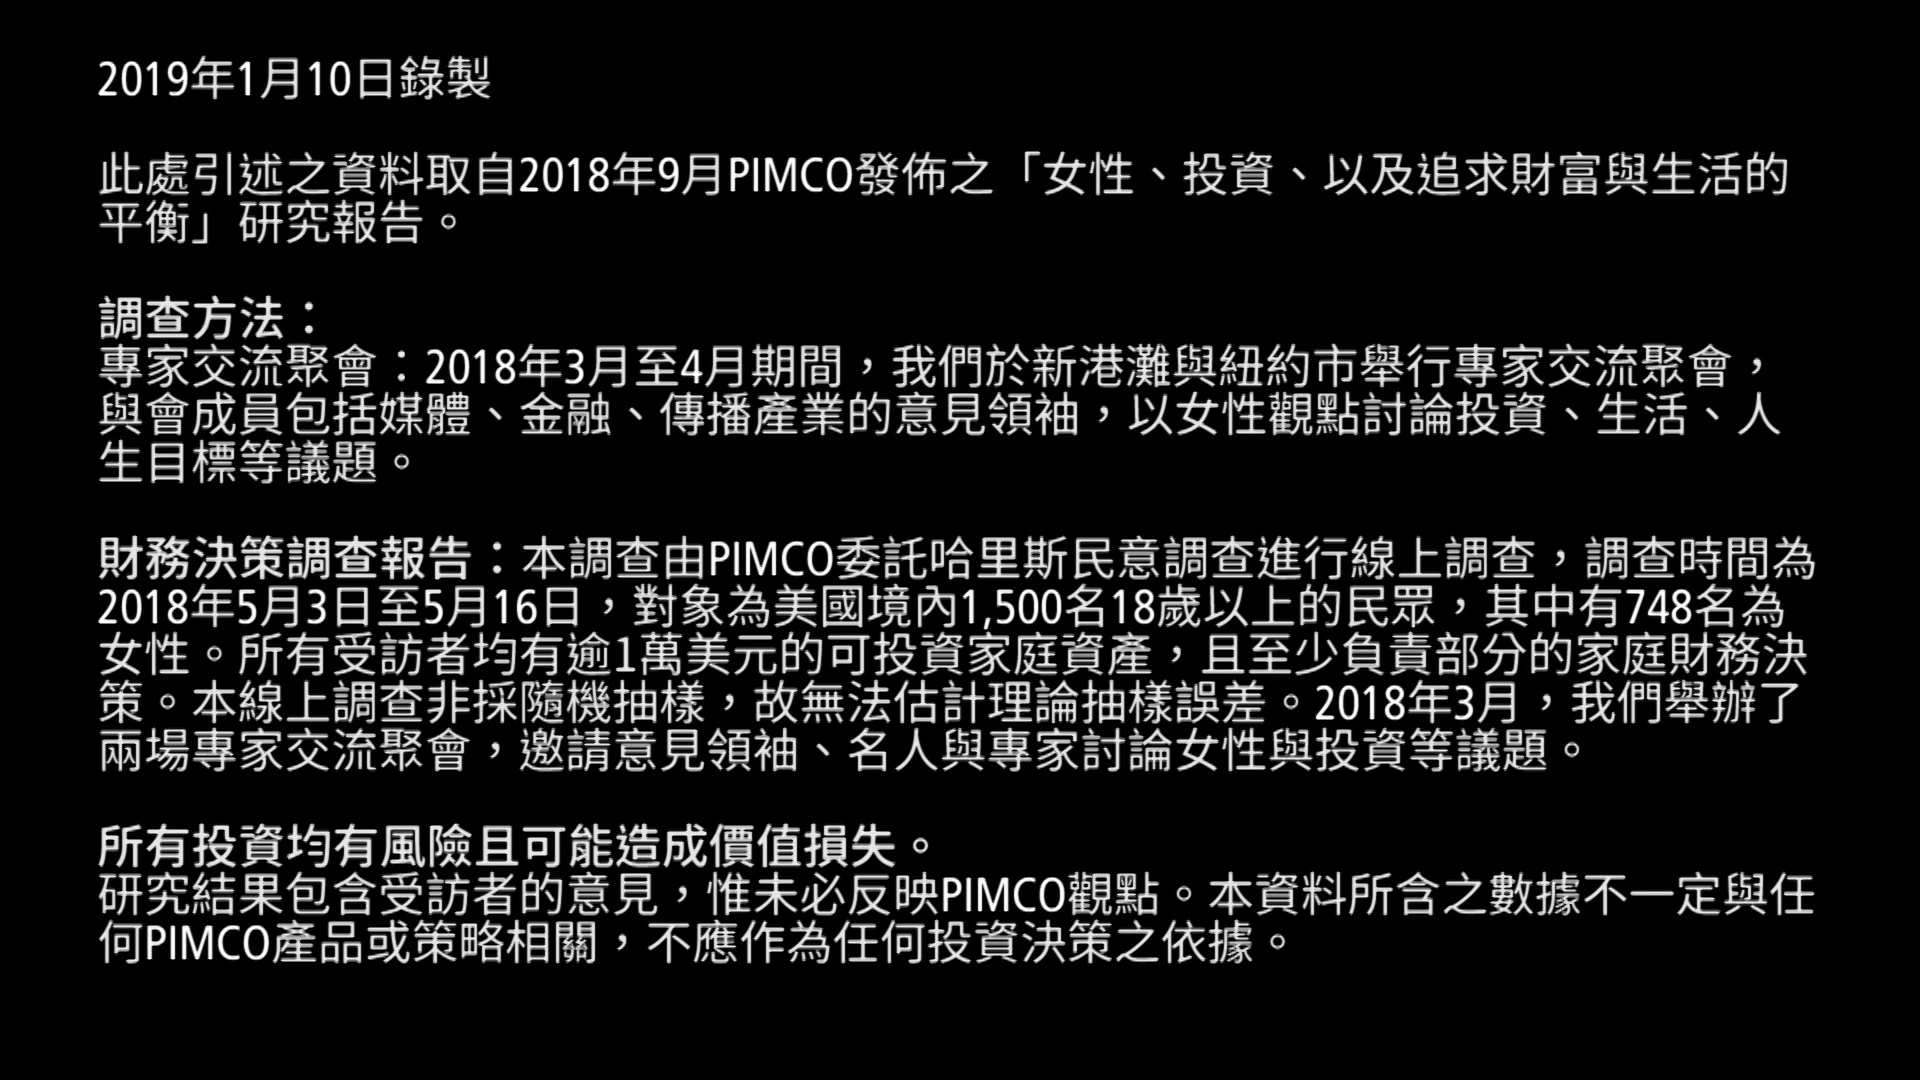 2019年1月10日錄製
此處引述之資料取自2018年9月PIMCO發佈之「女性、投資、以及追求財富與生活的
平衡」研究報告。
調查方法：
專家交流聚會：2018年3月至4月期間，我們於新港灘與紐約市舉行專家交流聚會，
與會成員包括媒體、金融、傳播產業的意見領袖，以女性觀點討論投資、生活、人
生目標等議題。
財務決策調查報告：本調查由PIMCO委託哈里斯民意調查進行線上調查，調查時間為
2018年5月3日至5月16日，對象為美國境內1,500名18歲以上的民眾，其中有748名為
女性。所有受訪者均有逾1萬美元的可投資家庭資產，且至少負責部分的家庭財務決
策。本線上調查非採隨機抽樣，故無法估計理論抽樣誤差。2018年3月，我們舉辦了
兩場專家交流聚會，邀請意見領袖、名人與專家討論女性與投資等議題。
所有投資均有風險且可能造成價值損失。
研究結果包含受訪者的意見，惟未必反映PIMCO觀點。本資料所含之數據不一定與任
何PIMCO產品或策略相關，不應作為任何投資決策之依據。